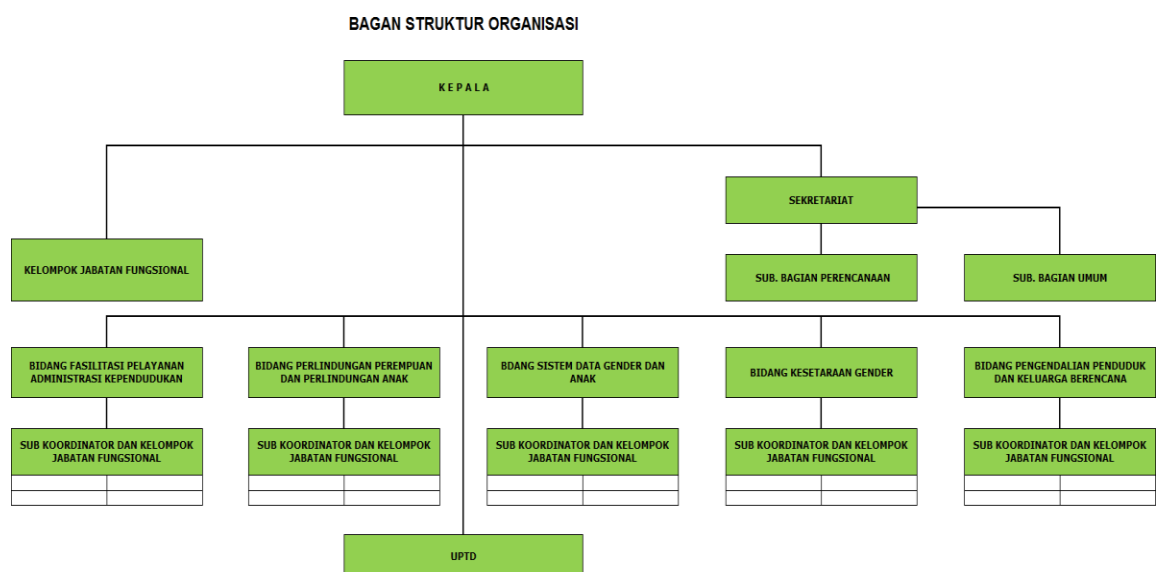 BAGAN STRUKTUR ORGANISASI
K E P A L A
SEKRETARIAT
KELOMPOK JABATAN FUNGSIONAL
SUB. BAGIAN PERENCANAAN
SUB. BAGIAN UMUM
BIDANG FASILITASI PELAYANAN
ADMINISTRASI KEPENDUDUKAN
BIDANG PERLINDUNGAN PEREMPUAN
DAN PERLINDUNGAN ANAK
BDANG SISTEM DATA GENDER DAN
ANAK
BIDANG KESETARAAN GENDER
BIDANG PENGENDALIAN PENDUDUK
DAN KELUARGA BERENCANA
SUB KOORDINATOR DAN KELOMPOK
JABATAN FUNGSIONAL
SUB KOORDINATOR DAN KELOMPOK
JABATAN FUNGSIONAL
SUB KOORDINATOR DAN KELOMPOK
JABATAN FUNGSIONAL
SUB KOORDINATOR DAN KELOMPOK
JABATAN FUNGSIONAL
SUB KOORDINATOR DAN KELOMPOK
JABATAN FUNGSIONAL
UPTD